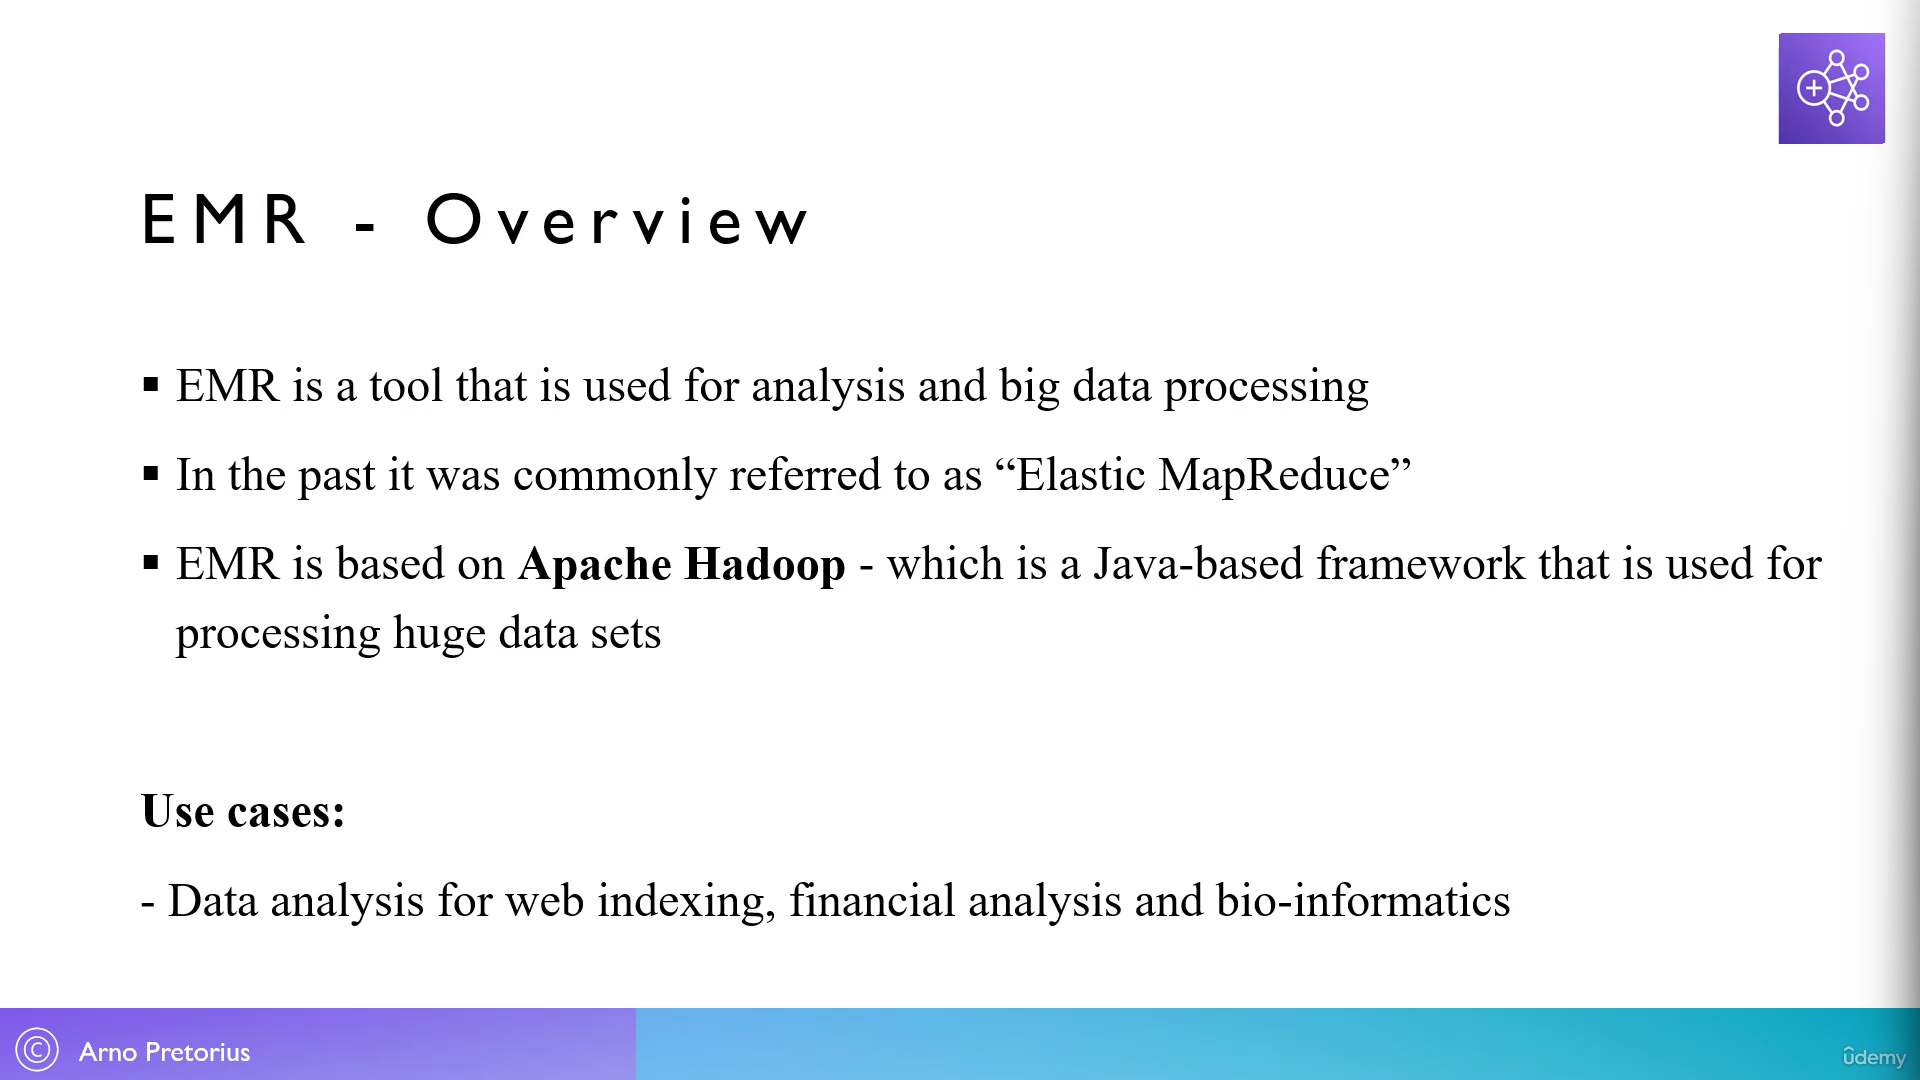 EMR - Overview
▪ EMR is a tool that is used for analysis and big data processing
▪ In the past it was commonly referred to as “Elastic MapReduce”
▪ EMR is based on Apache Hadoop - which is a Java-based framework that is used for
processing huge data sets
Use cases:
- Data analysis for web indexing, financial analysis and bio-informatics
© Arno Pretorius
ûdemy